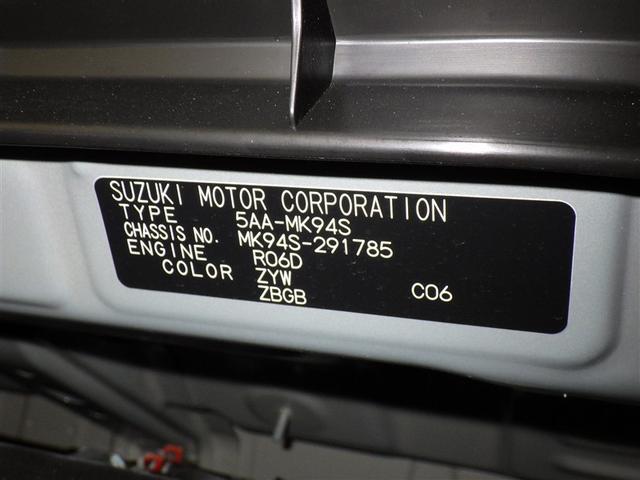 SUZUKI MOTOR CORPORATION
TYPE 5AA-MK94S
CHASSIS NO. MK94S-291785
ENGINE R06D
COLOR ZYW
ZBGB C06